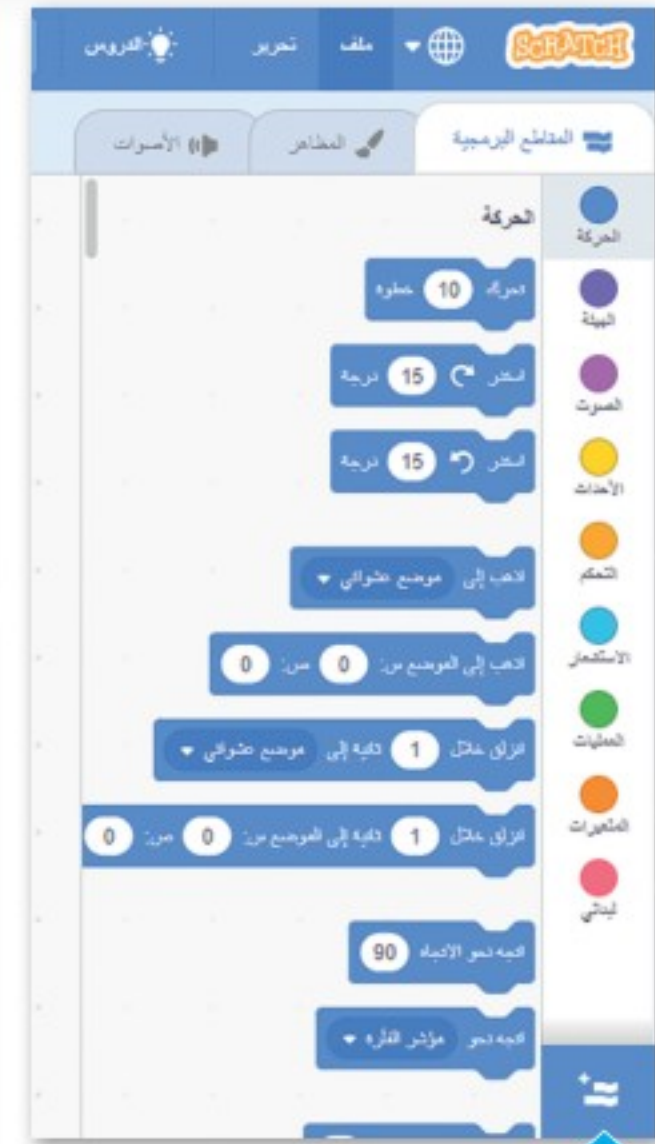 SCRATCH ملف تحرير الدروس
المقاطع البرمجية المظاهر الأصوات
الحركة
الحركة
الهيئة
الصوت
الأحداث
التحكم
الاستشعار
العمليات
المتغيرات
لبناتي
تحرك 10 خطوة
استدر 15 درجة
استدر 15 درجة
اذهب إلى موضع عشوائي
اذهب إلى الموضع س: 0 ص: 0
انزلق خلال 1 ثانية إلى موضع عشوائي
انزلق خلال 1 ثانية إلى الموضع س: 0 ص: 0
اتجه نحو الاتجاه 90
اتجه نحو مؤشر الفأرة